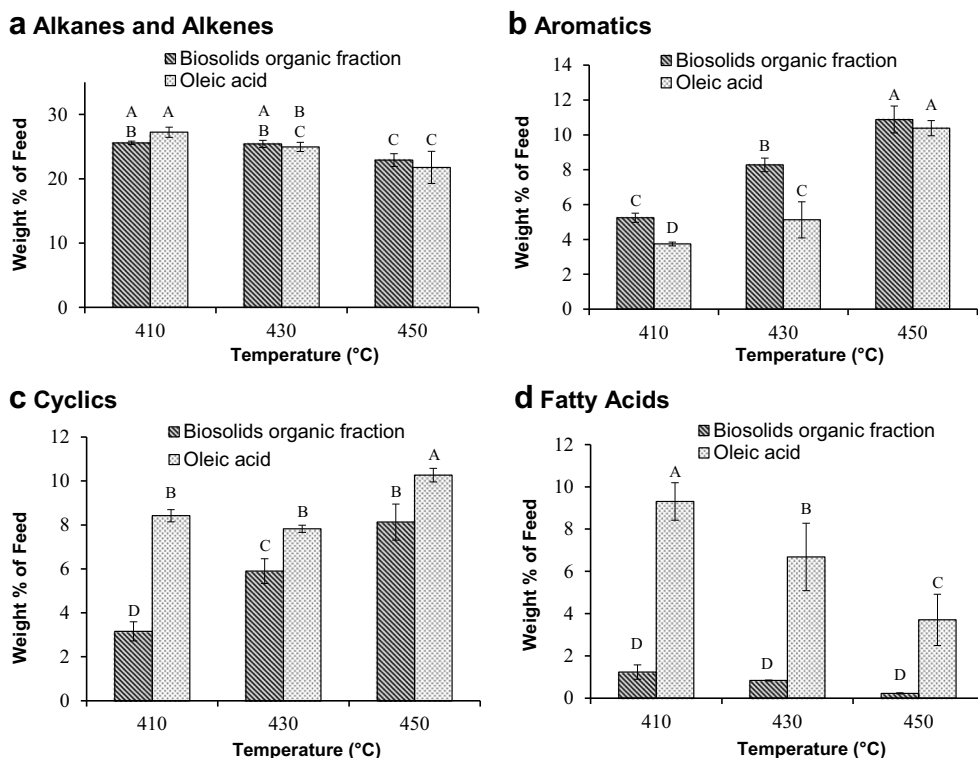 a Alkanes and Alkenes
Biosolids organic fraction
Oleic acid
Weight % of Feed
30
20
10
0
A A A B
B B C C C
410 430 450
Temperature (°C)
b Aromatics
Biosolids organic fraction
Oleic acid
Weight % of Feed
14
12
10
8
6
4
2
0
C D B C A A
410 430 450
Temperature (°C)
c Cyclics
Biosolids organic fraction
Oleic acid
Weight % of Feed
12
10
8
6
4
2
0
D B C B B A
410 430 450
Temperature (°C)
d Fatty Acids
Biosolids organic fraction
Oleic acid
Weight % of Feed
12
10
8
6
4
2
0
D A D B D C
410 430 450
Temperature (°C)